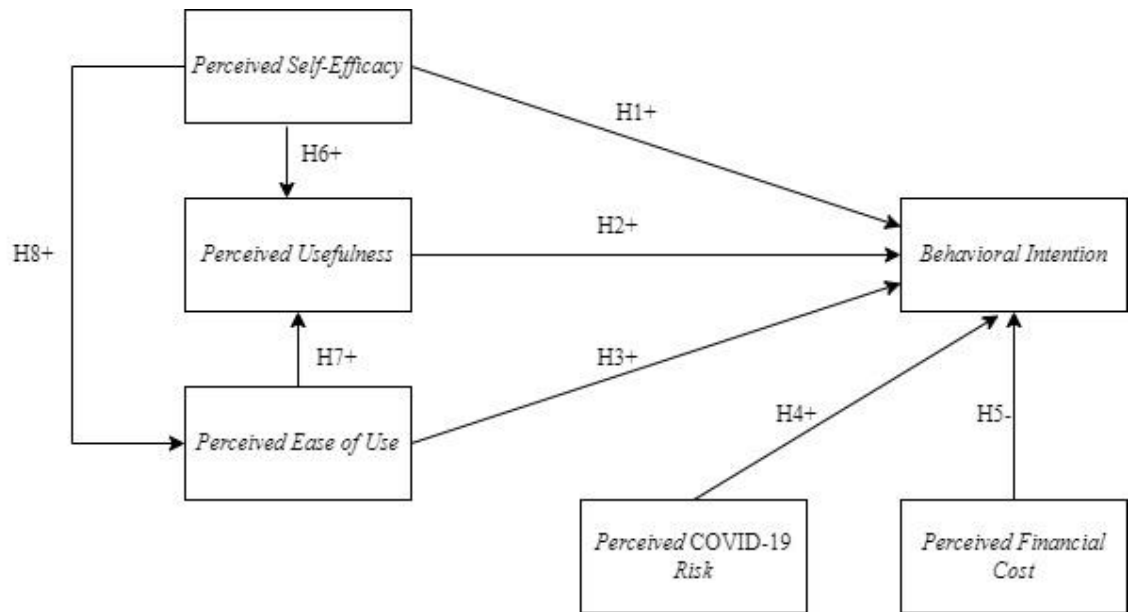 Perceived Self-Efficacy
H1+
H6+
H2+
H8+
Perceived Usefulness
Behavioral Intention
H7+
H3+
H4+
H5-
Perceived Ease of Use
Perceived COVID-19
Risk
Perceived Financial
Cost